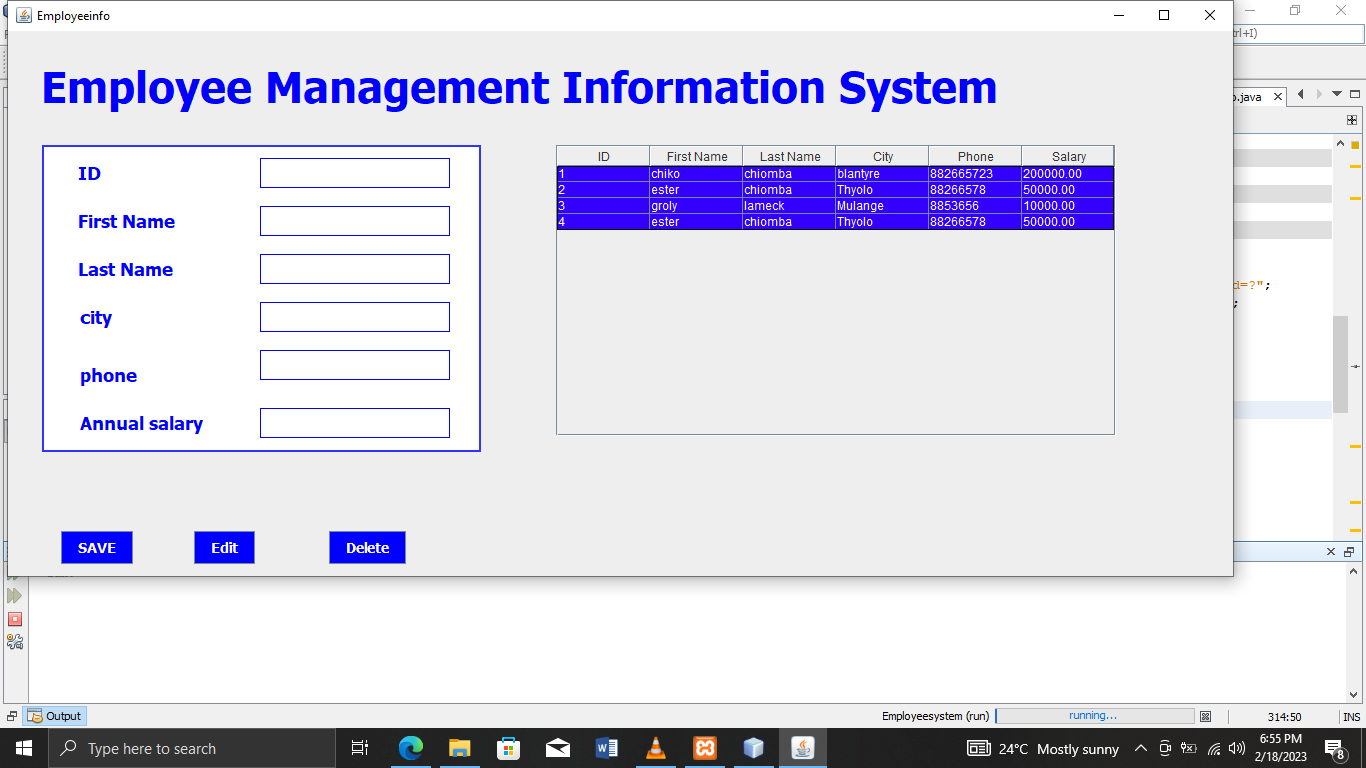 Employeeinfo
trl+I)
Employee Management Information System
.java
ID
First Name
Last Name
city
phone
Annual salary
ID First Name Last Name City Phone Salary
1 chiko chiomba blantyre 882665723 200000.00
2 ester chiomba Thyolo 88266578 50000.00
3 groly lameck Mulange 8853656 10000.00
4 ester chiomba Thyolo 88266578 50000.00
d=?";
;
SAVE Edit Delete
Output
Employeesystem (run) running... 314:50 INS
Type here to search
24°C Mostly sunny
6:55 PM
2/18/2023
8